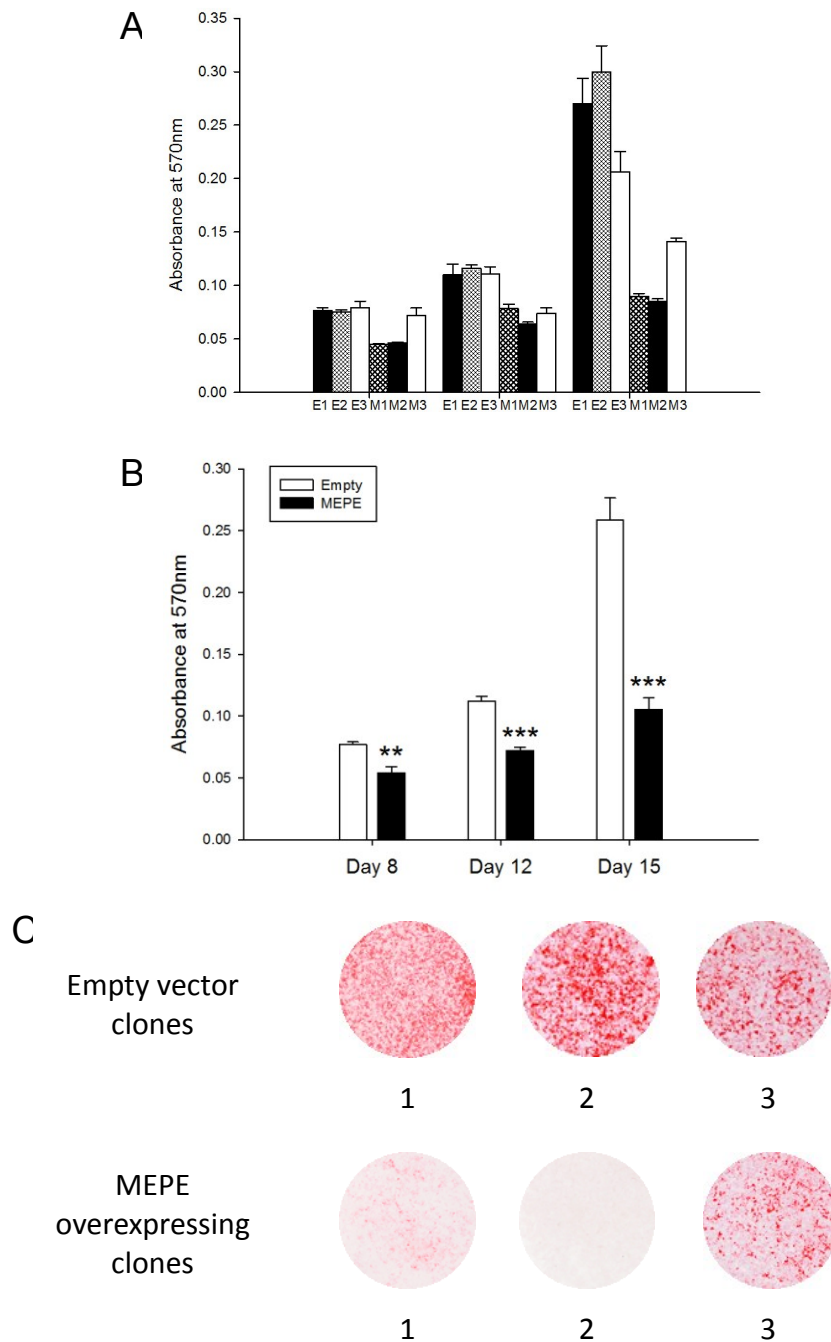 A
0.35
0.30
0.25
0.20
0.15
0.10
0.05
0.00
Absorbance at 570nm
E1 E2 E3 M1 M2 M3 E1 E2 E3 M1 M2 M3 E1 E2 E3 M1 M2 M3
B
0.30
0.25
0.20
0.15
0.10
0.05
0.00
Absorbance at 570nm
Empty
MEPE
** *** ***
Day 8 Day 12 Day 15
C
Empty vector
clones
1 2 3
MEPE
overexpressing
clones
1 2 3